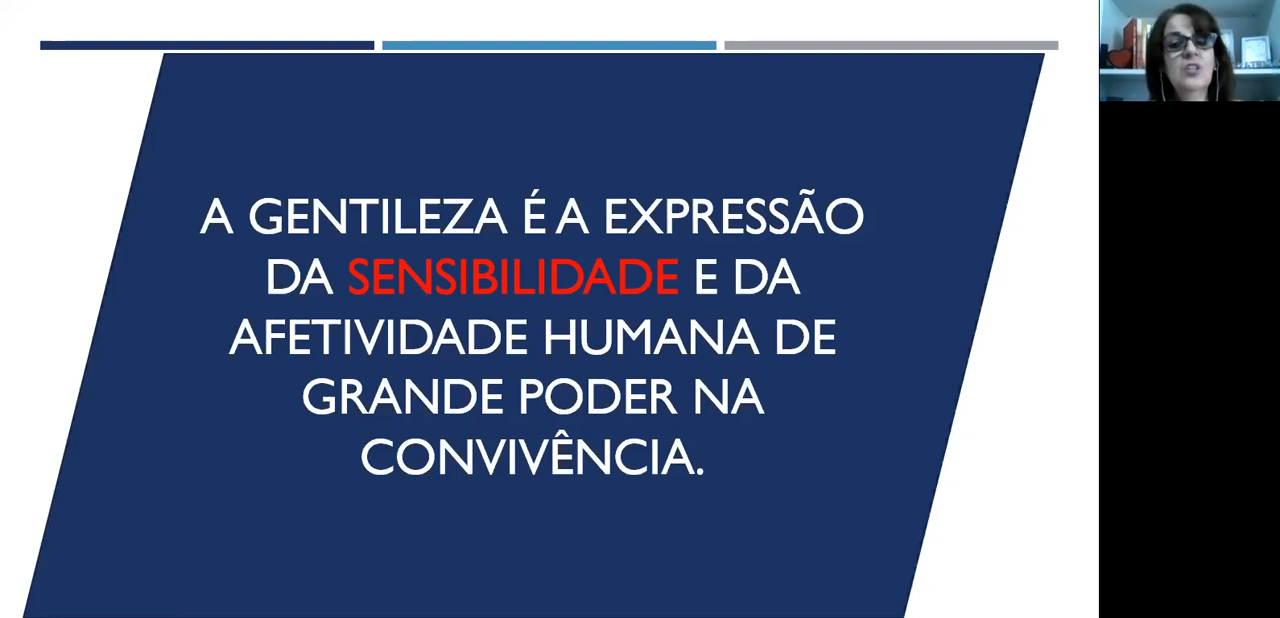 A GENTILEZA É A EXPRESSÃO
DA SENSIBILIDADE E DA
AFETIVIDADE HUMANA DE
GRANDE PODER NA
CONVIVÊNCIA.